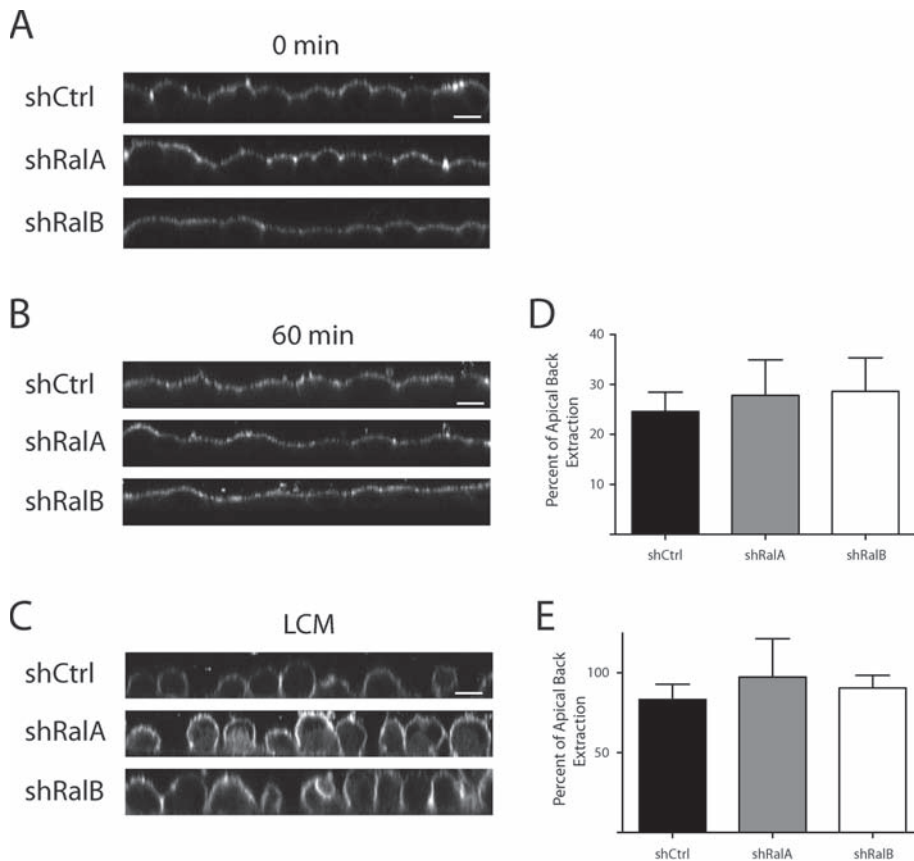 A
0 min
shCtrl
shRalA
shRalB
B
60 min
shCtrl
shRalA
shRalB
C
LCM
shCtrl
shRalA
shRalB
D
Percent of Apical Back
Extraction
40
30
20
10
shCtrl shRalA shRalB
E
Percent of Apical Back
Extraction
100
50
shCtrl shRalA shRalB